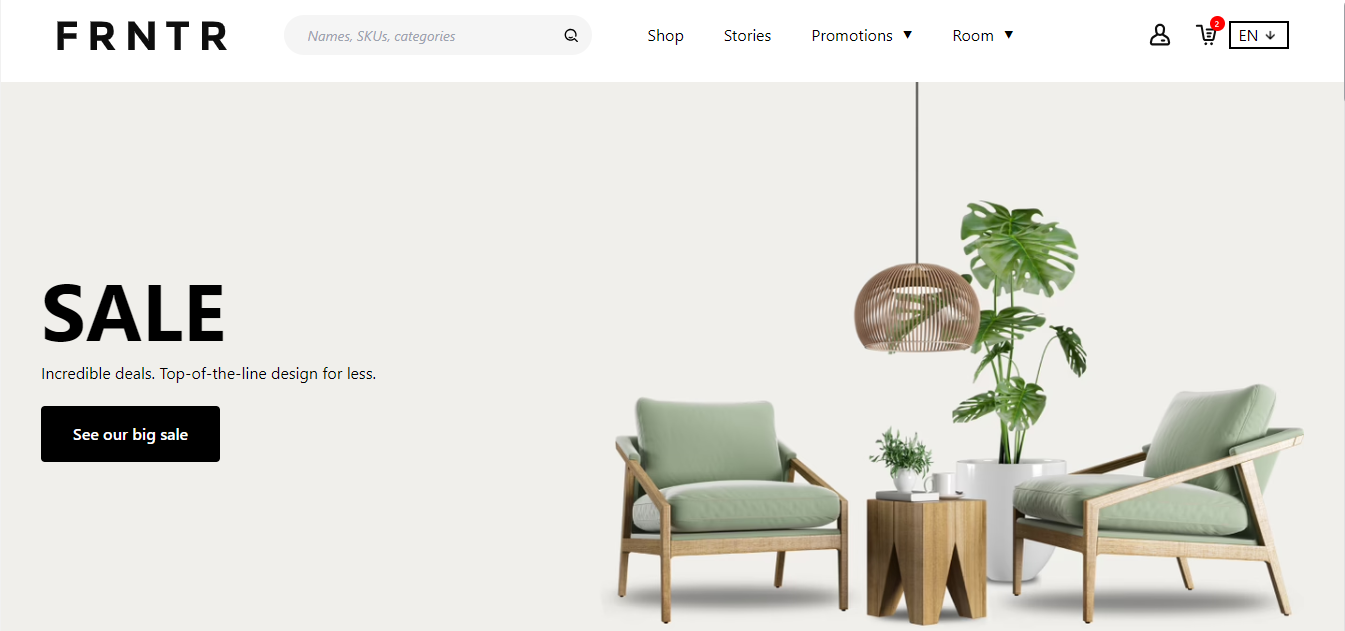 FRNTR
Names, SKUs, categories
Shop
Stories
Promotions ▼
Room ▼
2
EN ↓
SALE
Incredible deals. Top-of-the-line design for less.
See our big sale